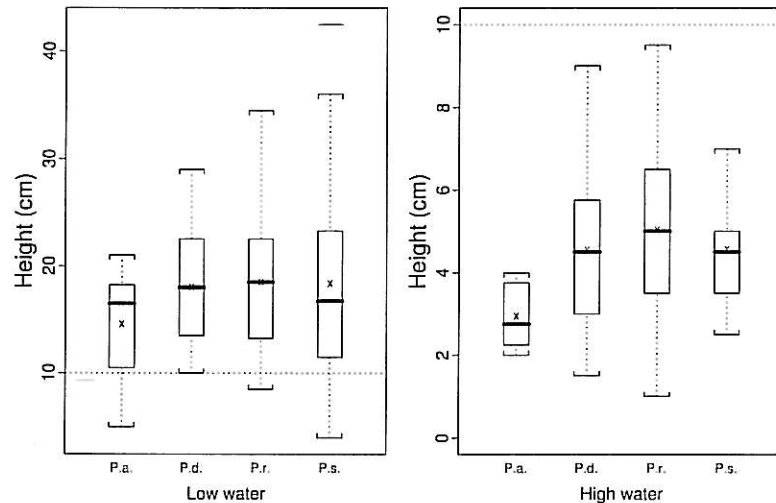 Height (cm)
40
30
20
10
P.a. P.d. P.r. P.s.
Low water
Height (cm)
10
8
6
4
2
0
P.a. P.d. P.r. P.s.
High water